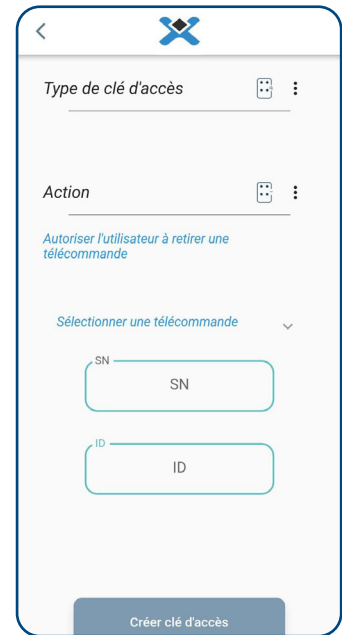 Type de clé d'accès
Action
Autoriser l'utilisateur à retirer une
télécommande
Sélectionner une télécommande
SN
SN
ID
ID
Créer clé d'accès